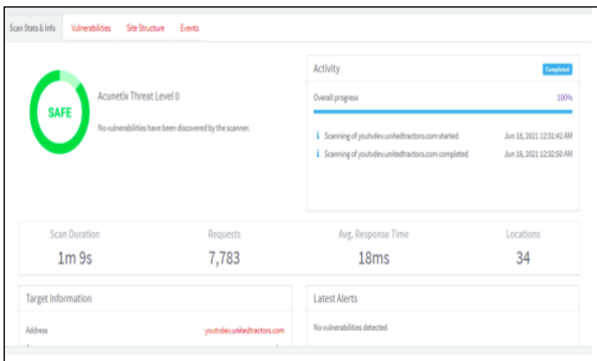 Scan Stats & Info Vulnerabilities Site Structure Events
SAFE
Acunetix Threat Level 0
No vulnerabilities have been discovered by the scanner.
Activity Completed
Overall progress 100%
i Scanning of youtvdev.unitedtractors.com started Jun 18, 2021 12:31:42 AM
i Scanning of youtvdev.unitedtractors.com completed Jun 18, 2021 12:32:50 AM
Scan Duration Requests Avg. Response Time Locations
1m 9s 7,783 18ms 34
Target Information
Address youtvdev.unitedtractors.com
Latest Alerts
No vulnerabilities detected